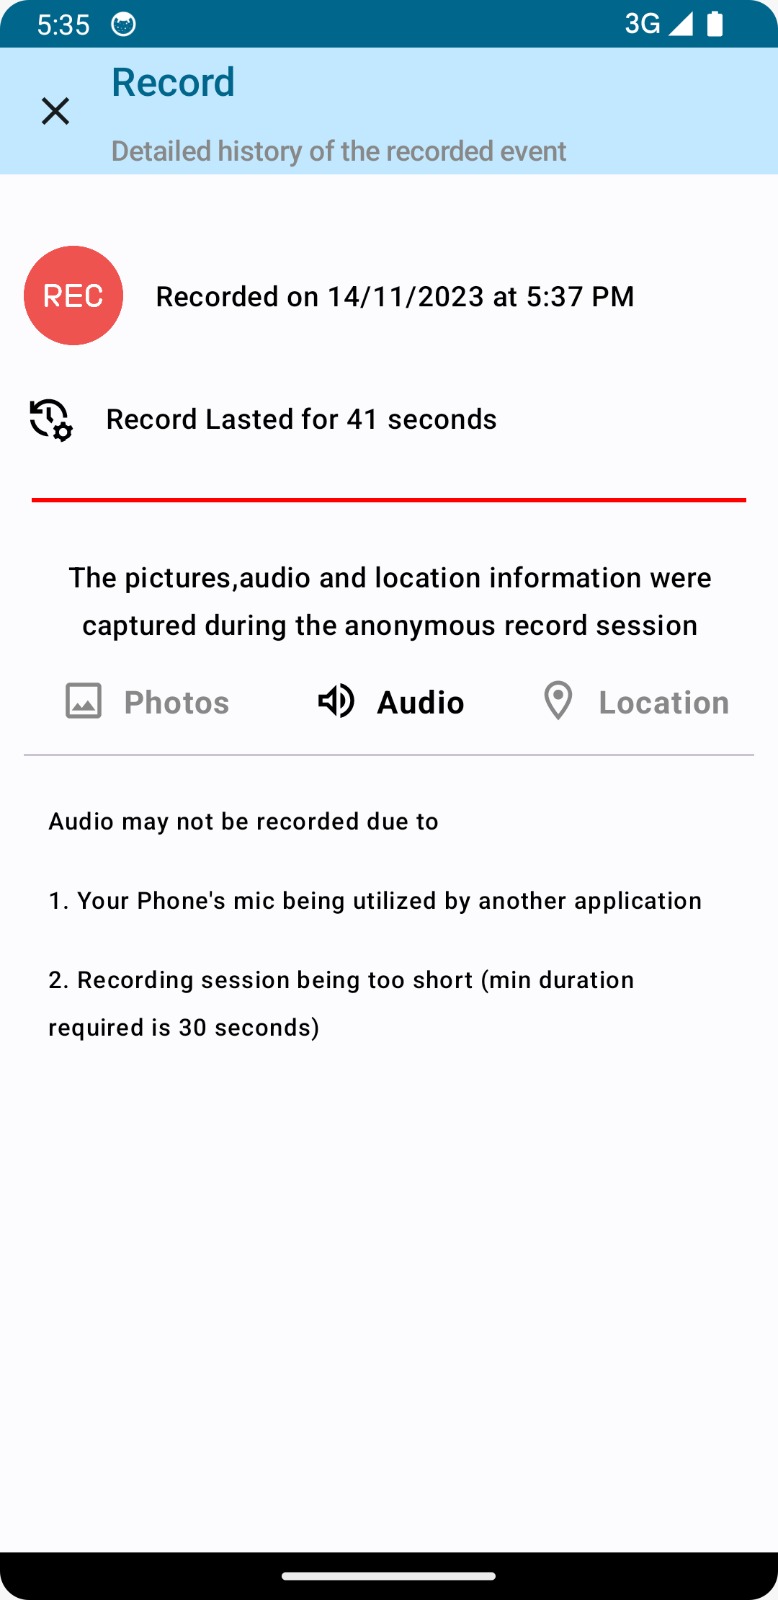 5:35
3G
Record
Detailed history of the recorded event
REC
Recorded on 14/11/2023 at 5:37 PM
Record Lasted for 41 seconds
The pictures,audio and location information were
captured during the anonymous record session
Photos
Audio
Location
Audio may not be recorded due to
1. Your Phone's mic being utilized by another application
2. Recording session being too short (min duration
required is 30 seconds)